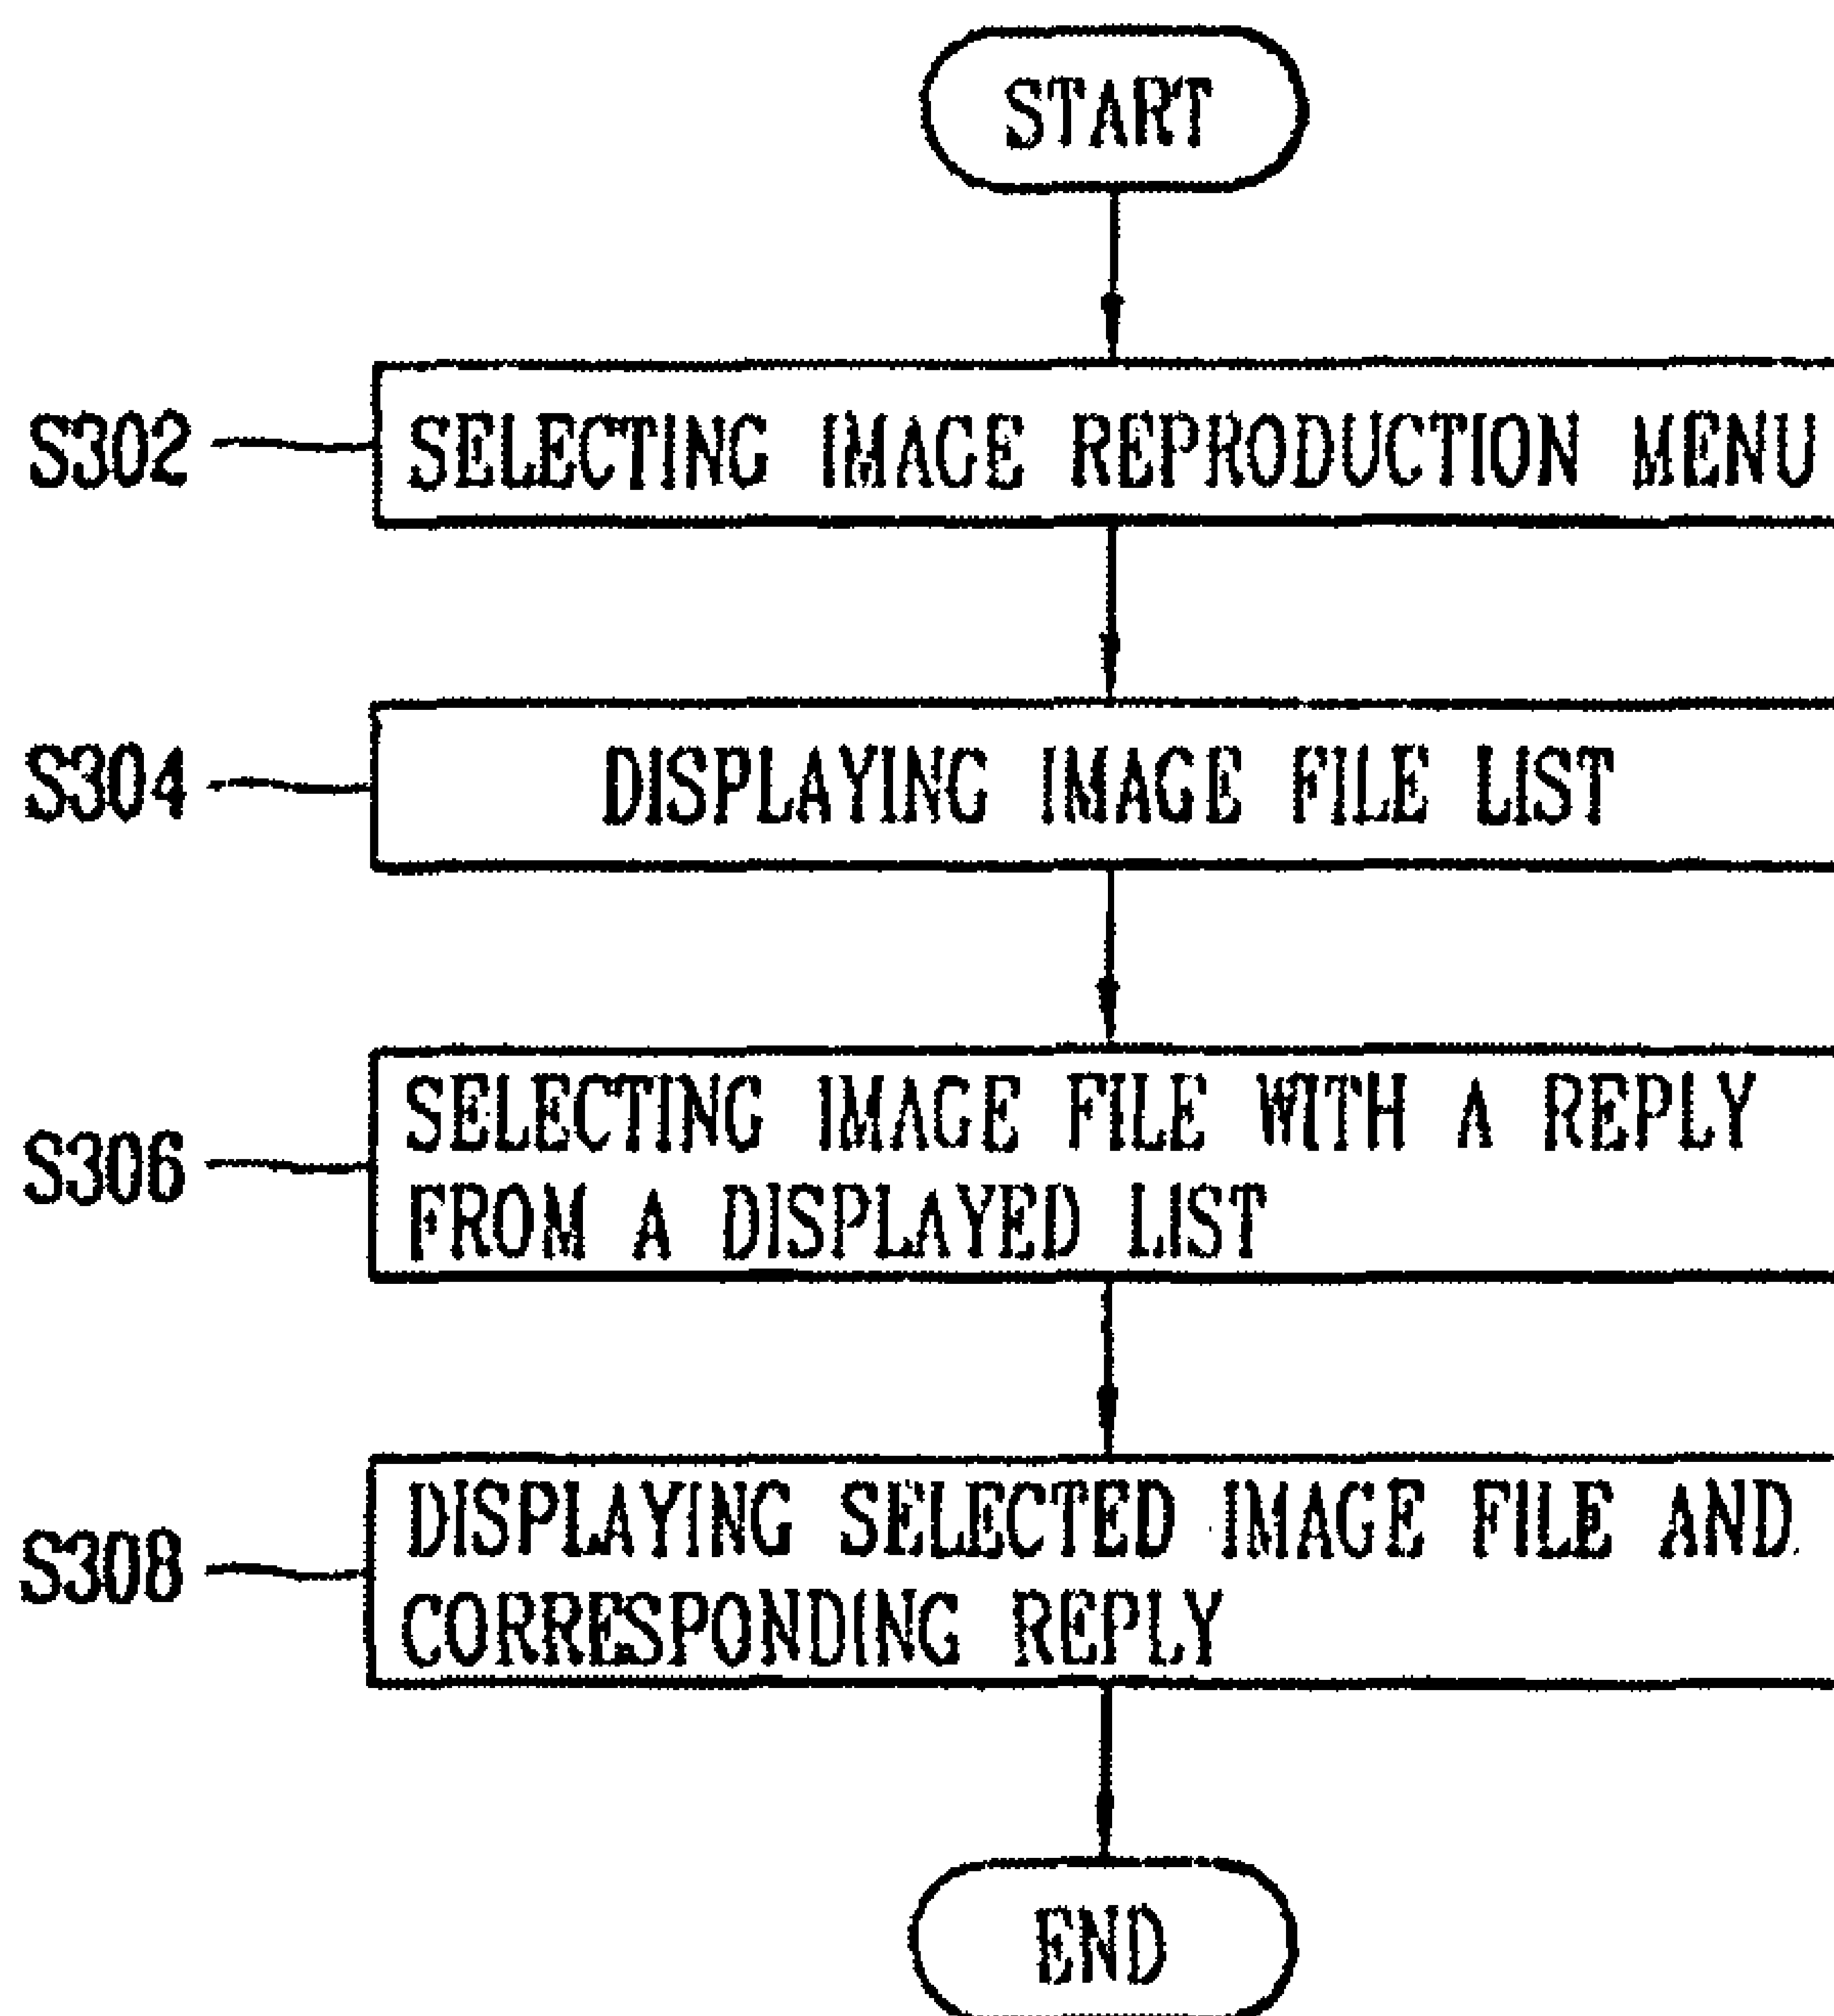 START
S302
SELECTING IMAGE REPRODUCTION MENU
S304
DISPLAYING IMAGE FILE LIST
S306
SELECTING IMAGE FILE WITH A REPLY
FROM A DISPLAYED LIST
S308
DISPLAYING SELECTED IMAGE FILE AND
CORRESPONDING REPLY
END